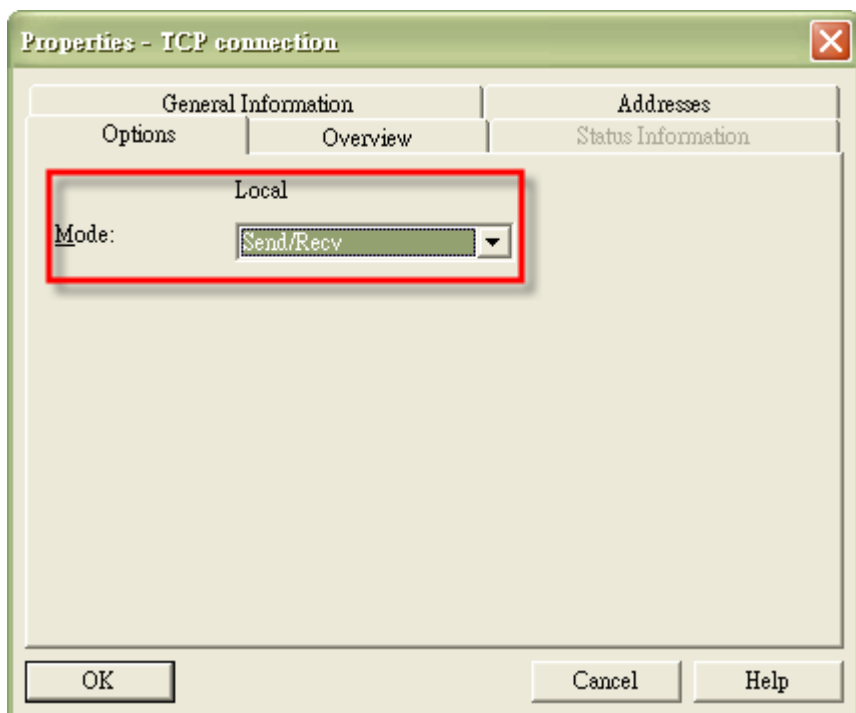 Properties - TCP connection
General Information Addresses
Options Overview Status Information
Local
Mode: Send/Recv
OK Cancel Help